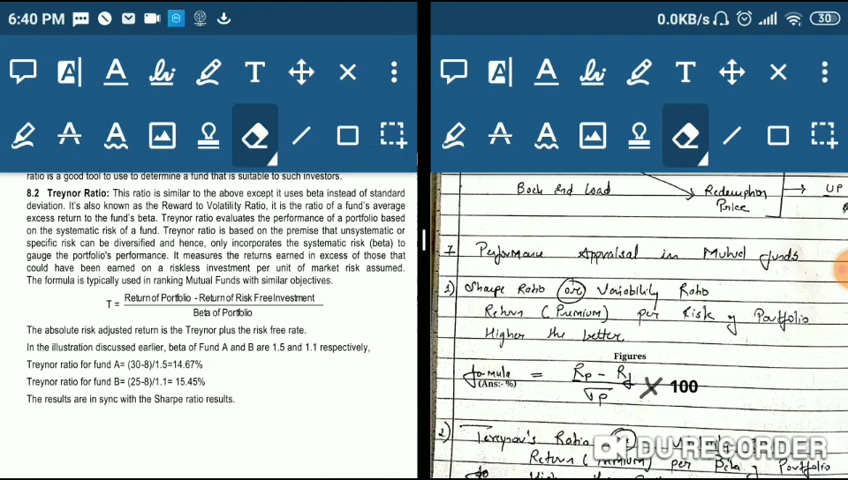 6:40 PM
0.0KB/s
30
ratio is a good tool to use to determine a fund that is suitable to such investors.
8.2 Treynor Ratio: This ratio is similar to the above except it uses beta instead of standard
deviation. It's also known as the Reward to Volatility Ratio, it is the ratio of a fund's average
excess return to the fund's beta. Treynor ratio evaluates the performance of a portfolio based
on the systematic risk of a fund. Treynor ratio is based on the premise that unsystematic or
specific risk can be diversified and hence, only incorporates the systematic risk (beta) to
gauge the portfolio's performance. It measures the returns earned in excess of those that
could have been earned on a riskless investment per unit of market risk assumed.
The formula is typically used in ranking Mutual Funds with similar objectives.
T = Return of Portfolio - Return of Risk Free Investment
Beta of Portfolio
The absolute risk adjusted return is the Treynor plus the risk free rate.
In the illustration discussed earlier, beta of Fund A and B are 1.5 and 1.1 respectively,
Treynor ratio for fund A= (30-8)/1.5=14.67%
Treynor ratio for fund B= (25-8)/1.1= 15.45%
The results are in sync with the Sharpe ratio results.
Back End Load
Redemption
Price
UP
7 Performance Appraisal in Mutual funds
1) Sharpe Ratio (or) Variability Ratio
Return (Premium) per Risk of Portfolio
Higher the better
Figures
formula = Rp - Rf × 100
(Ans:- %) σp
2) Treynor's Ratio
Return (Premium) per Beta of Portfolio
DU RECORDER